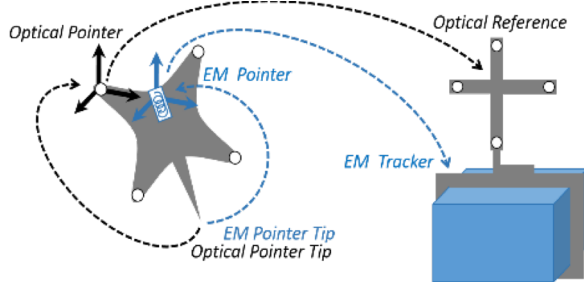 Optical Pointer
Optical Reference
EM Pointer
EM Tracker
EM Pointer Tip
Optical Pointer Tip